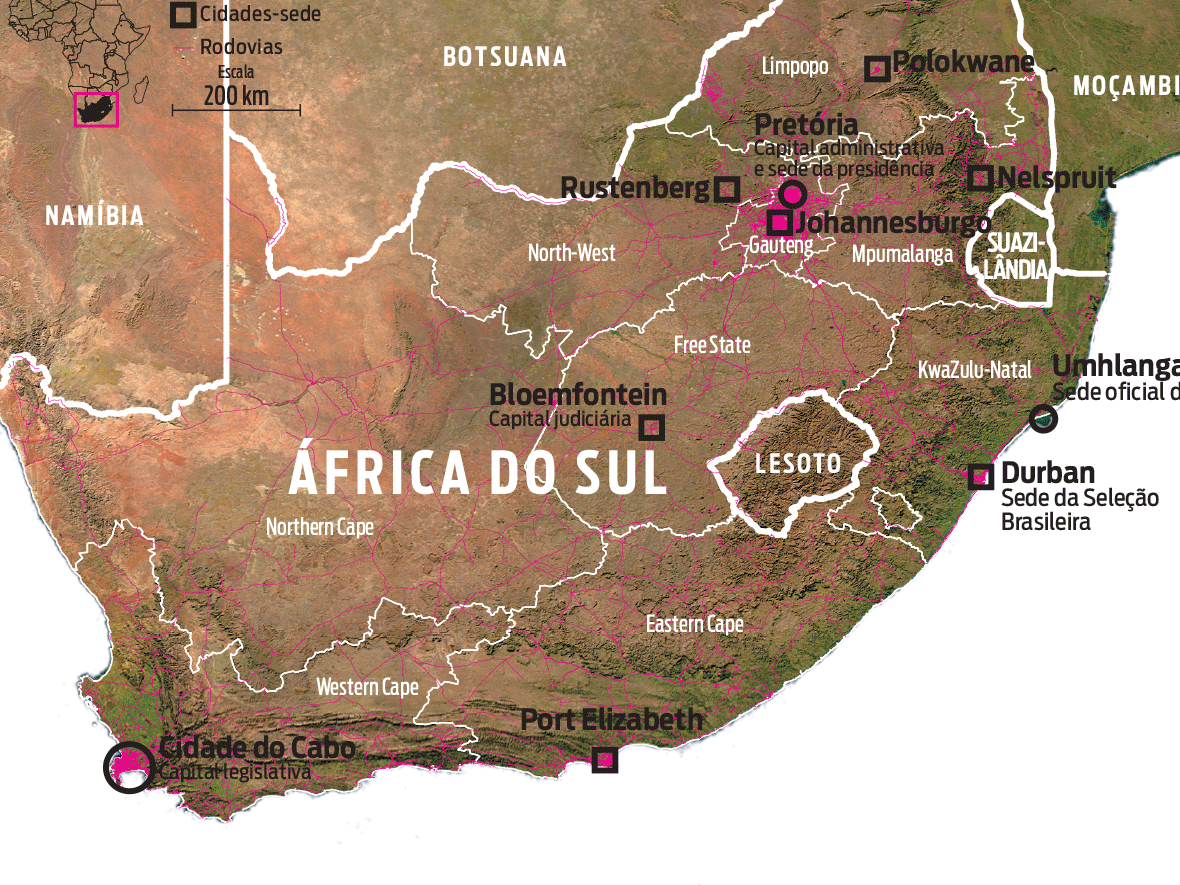 Cidades-sede
Rodovias
Escala
200 km
BOTSUANA
Limpopo
Polokwane
MOÇAMBI
Pretória
Capital administrativa
e sede da presidência
Rustenberg
Nelspruit
NAMÍBIA
Johannesburgo
Gauteng
North-West
Mpumalanga
SUAZI-
LÂNDIA
Free State
KwaZulu-Natal
Umhlanga
Sede oficial d
Bloemfontein
Capital judiciária
ÁFRICA DO SUL
LESOTO
Durban
Sede da Seleção
Brasileira
Northern Cape
Eastern Cape
Western Cape
Port Elizabeth
Cidade do Cabo
Capital legislativa